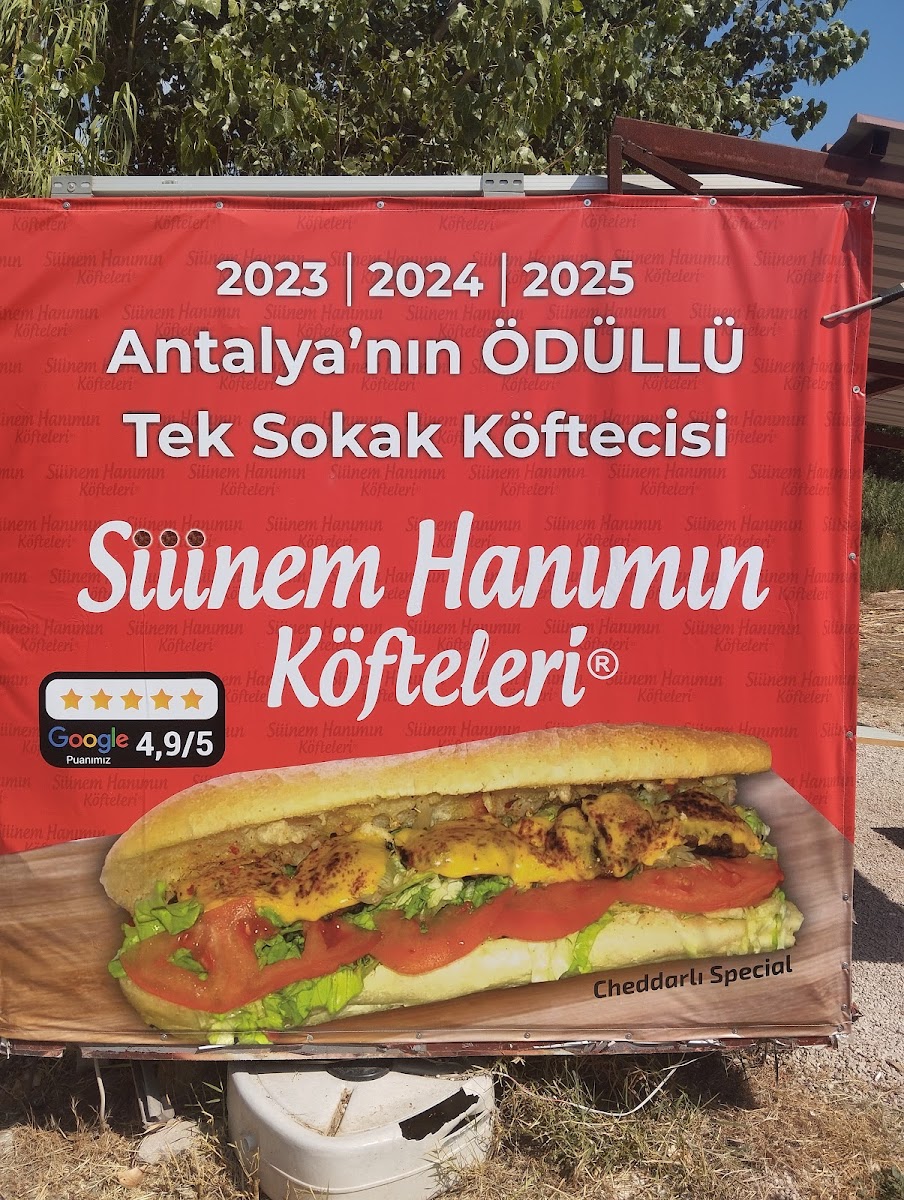 2023 | 2024 | 2025
Antalya'nın ÖDÜLLÜ
Tek Sokak Köftecisi
Süünem Hanımın
Köfteleri®
Google 4,9/5
Puanımız
Cheddarlı Special